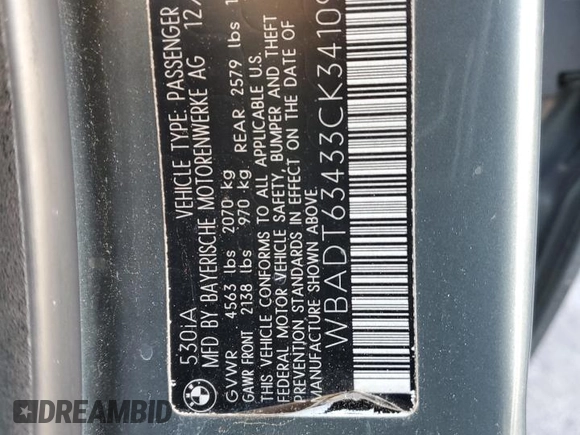 530iA VEHICLE TYPE: PASSENGER
MFD BY BAYERISCHE MOTORENWERKE AG 12/
GVWR 4563 lbs 2070 kg
GAWR FRONT 2138 lbs 970 kg REAR 2579 lbs
THIS VEHICLE CONFORMS TO ALL APPLICABLE U.S.
FEDERAL MOTOR VEHICLE SAFETY, BUMPER AND THEFT
PREVENTION STANDARDS IN EFFECT ON THE DATE OF
MANUFACTURE SHOWN ABOVE.
WBADT63433CK34109
DREAMBID